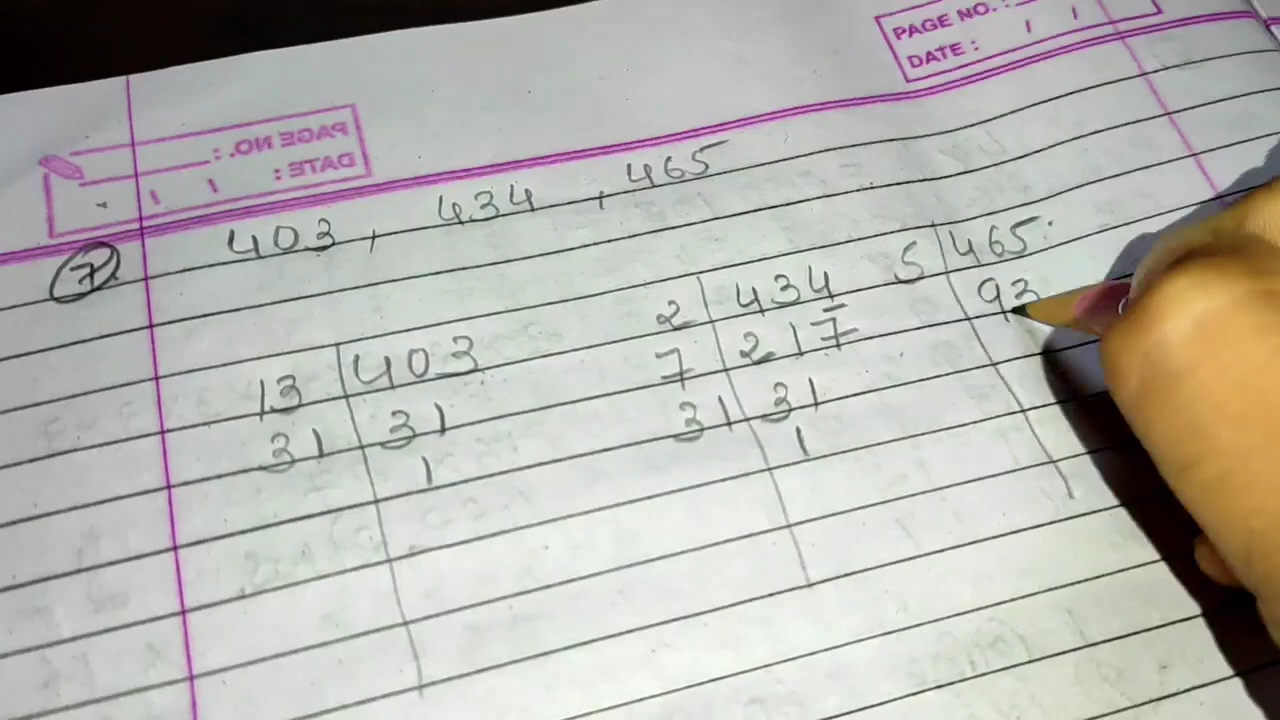 PAGE NO. :
DATE : / /
PAGE NO. :
DATE : / /
7. 403, 434, 465
13 | 403
31 | 31
1
2 | 434
7 | 217
31 | 31
1
5 | 465
93